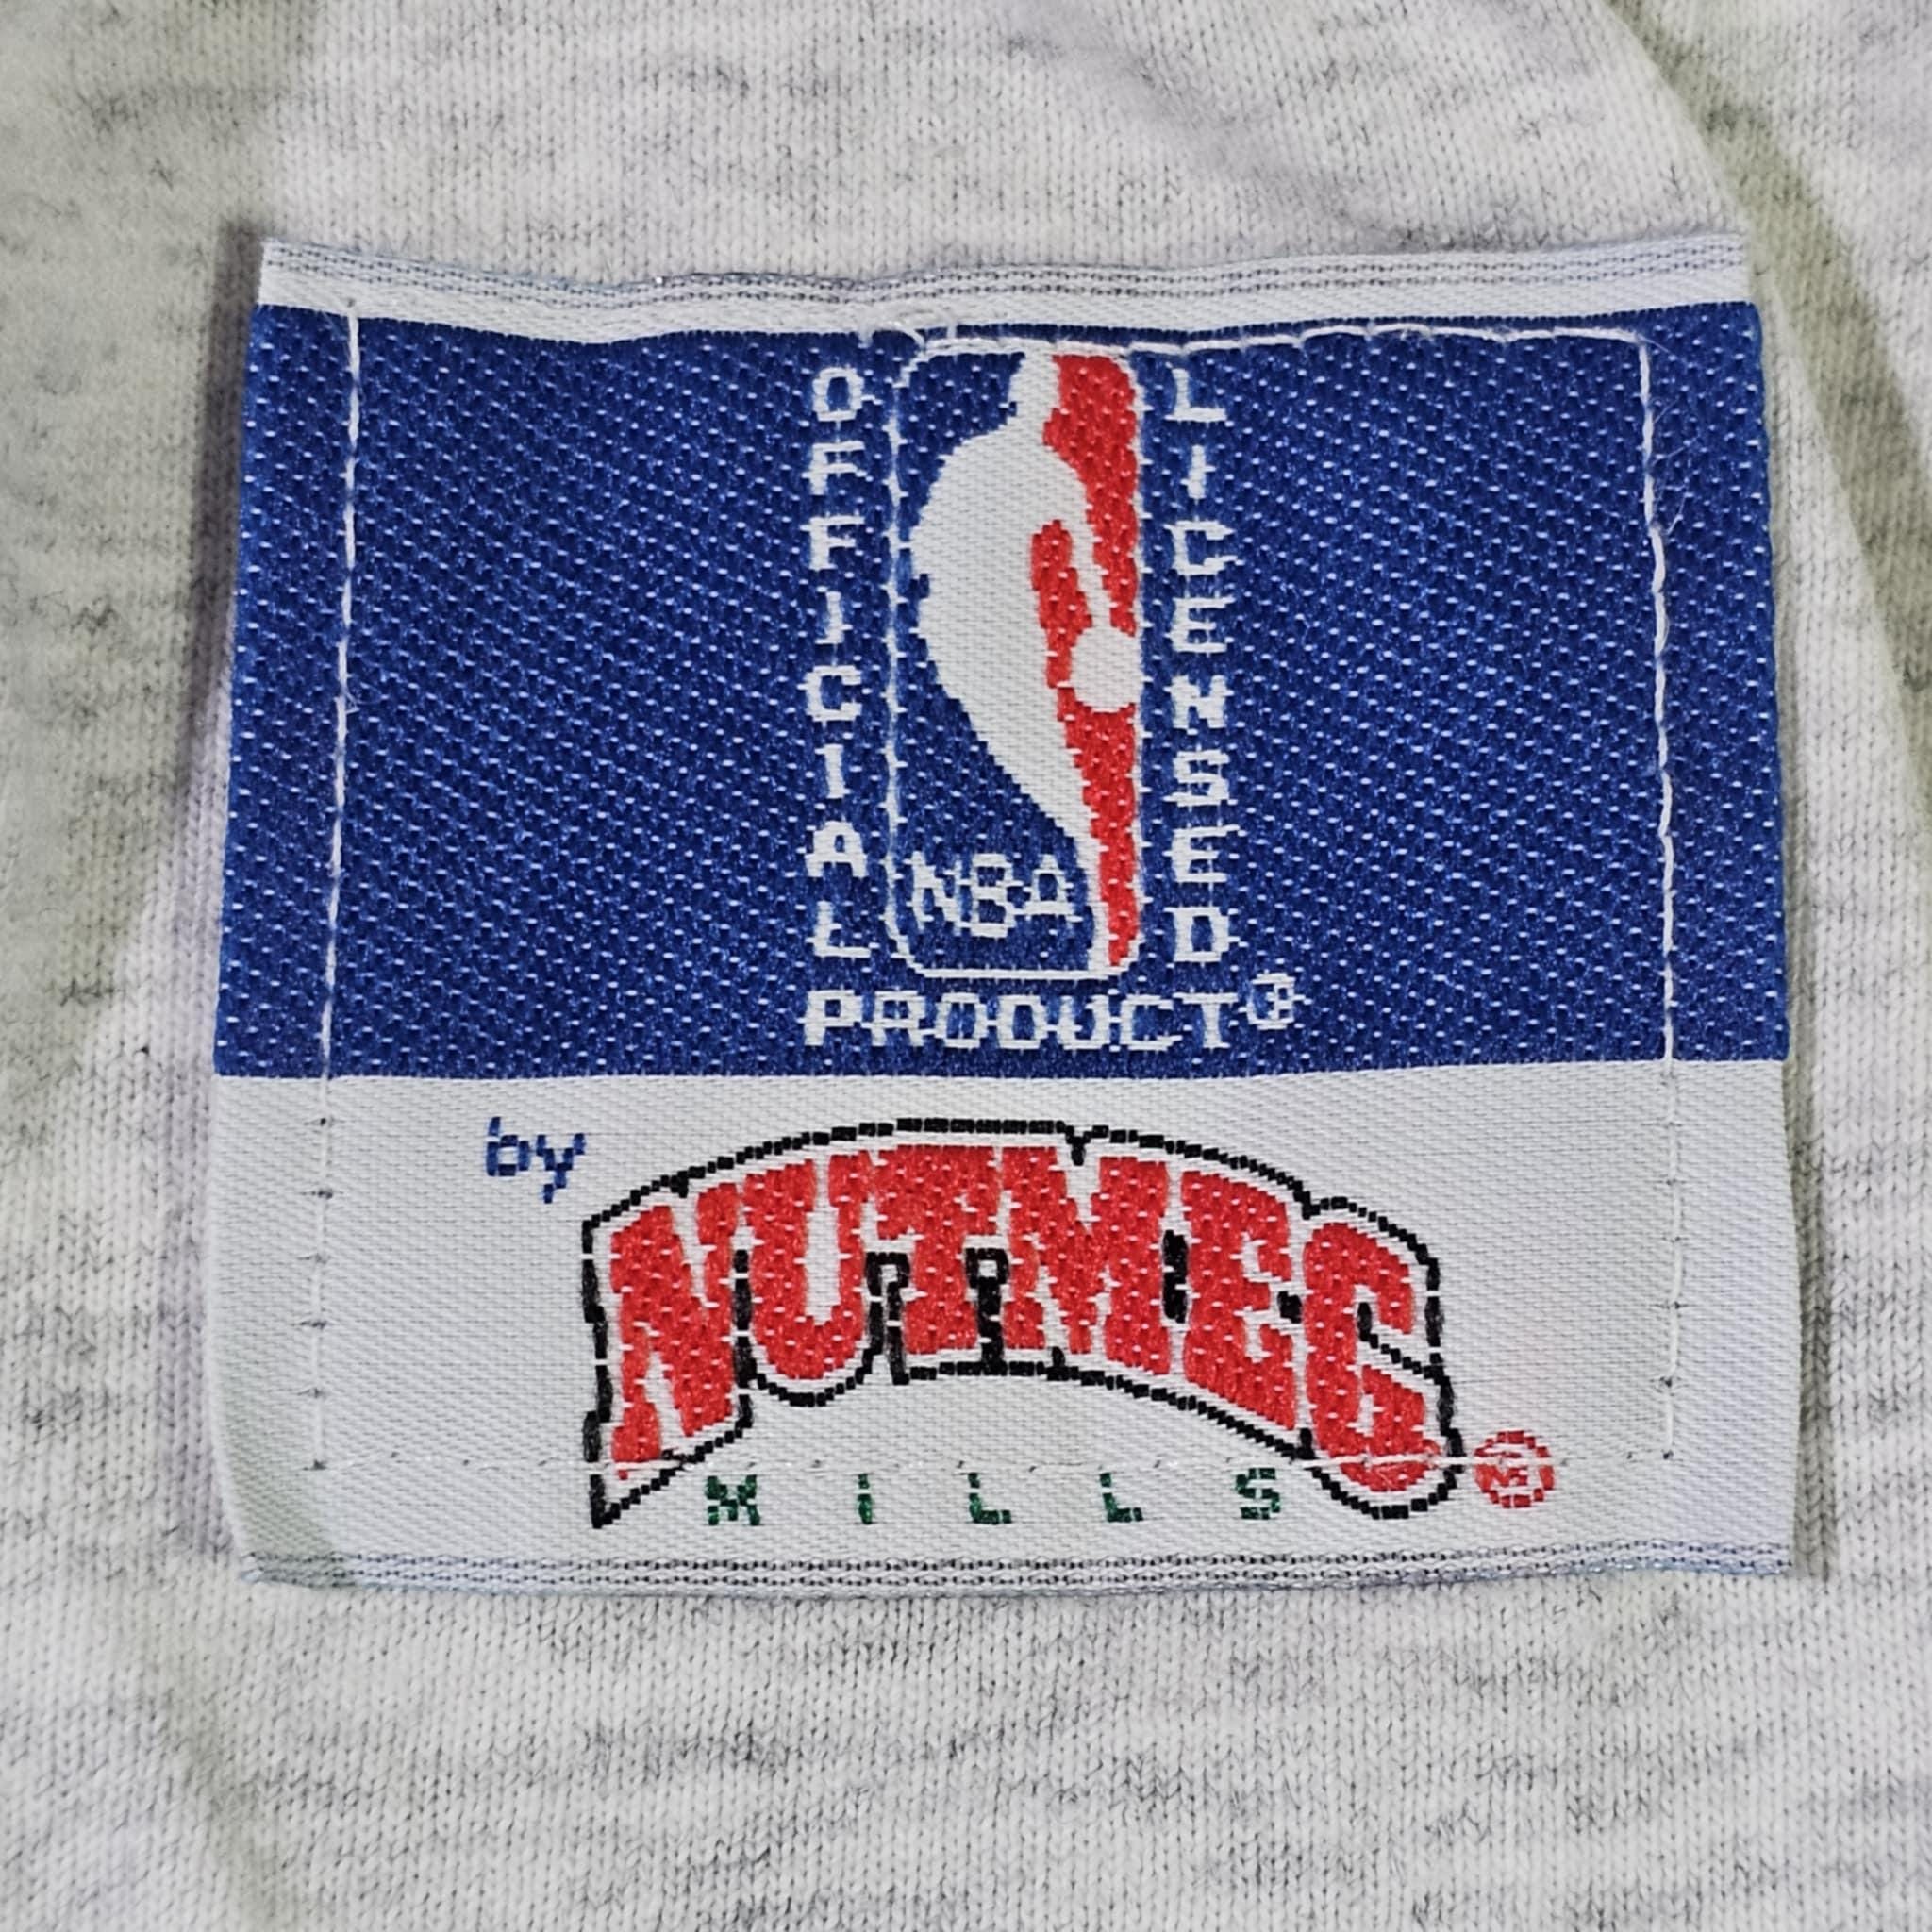 OFFICIAL
LICENSED
NBA
PRODUCT®
by
NUTMEG
MILLS